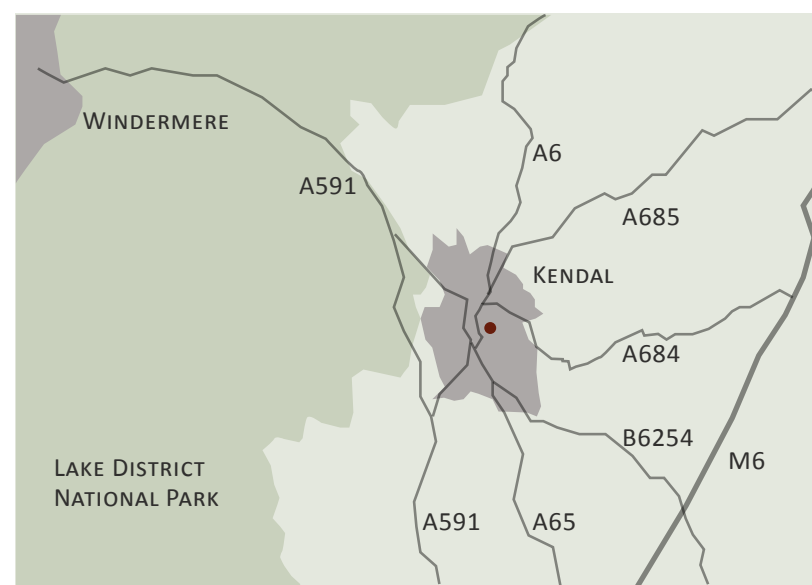 Windermere
A591
A6
A685
Kendal
A684
B6254
M6
Lake District
National Park
A591
A65